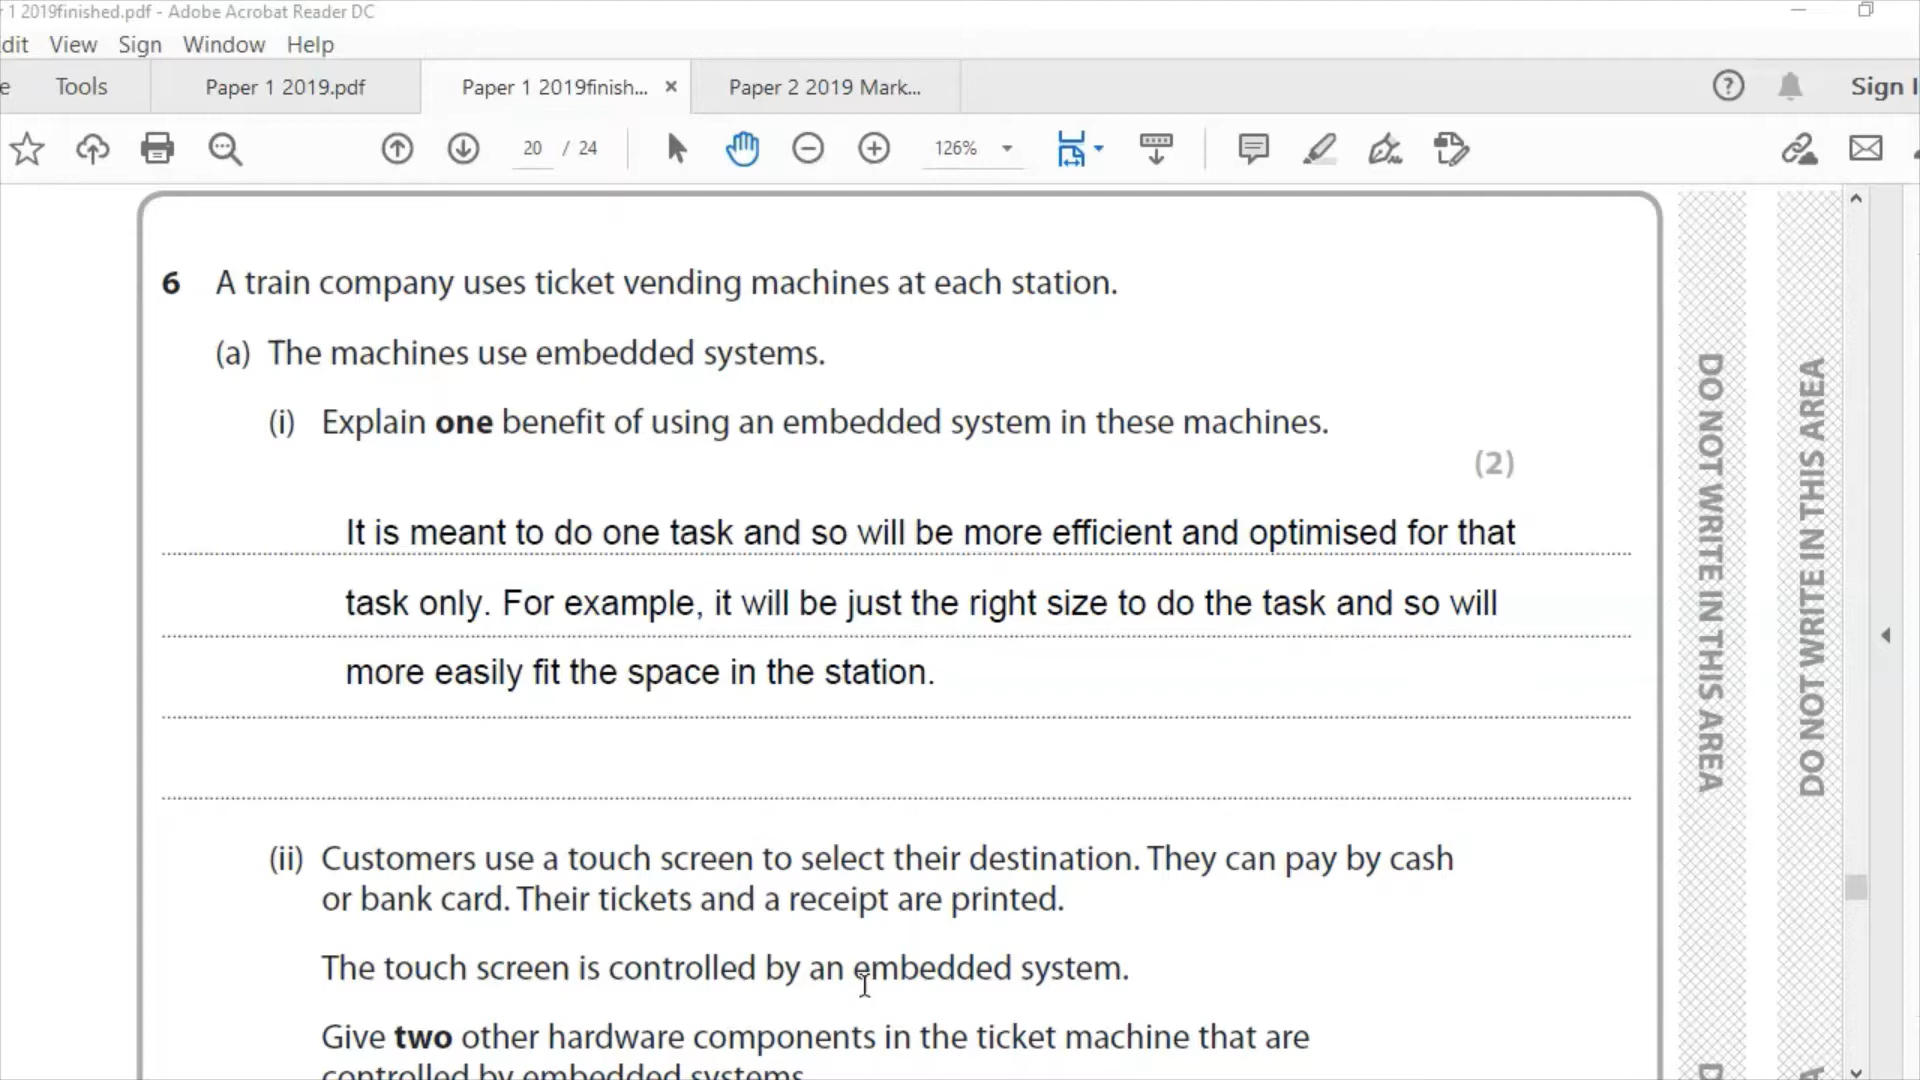 r 1 2019finished.pdf - Adobe Acrobat Reader DC
dit View Sign Window Help
e Tools Paper 1 2019.pdf Paper 1 2019finish... × Paper 2 2019 Mark... ? Sign I
20 / 24 126%
6 A train company uses ticket vending machines at each station.
(a) The machines use embedded systems.
(i) Explain one benefit of using an embedded system in these machines.
(2)
It is meant to do one task and so will be more efficient and optimised for that
task only. For example, it will be just the right size to do the task and so will
more easily fit the space in the station.
(ii) Customers use a touch screen to select their destination. They can pay by cash
or bank card. Their tickets and a receipt are printed.
The touch screen is controlled by an embedded system.
Give two other hardware components in the ticket machine that are
controlled by embedded systems.
DO NOT WRITE IN THIS AREA
DO NOT WRITE IN THIS AREA
D
A